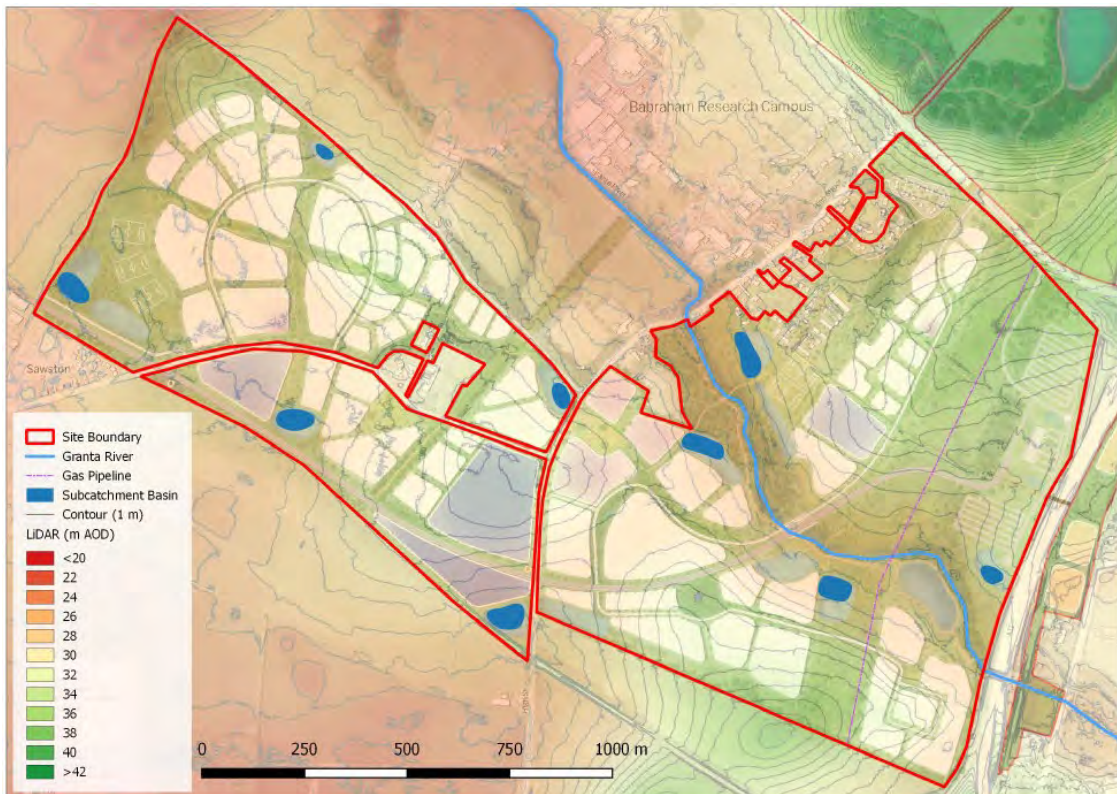 Babraham Research Campus
Sawston
Site Boundary
Granta River
Gas Pipeline
Subcatchment Basin
Contour (1 m)
LiDAR (m AOD)
<20
22
24
26
28
30
32
34
36
38
40
>42
0 250 500 750 1000 m